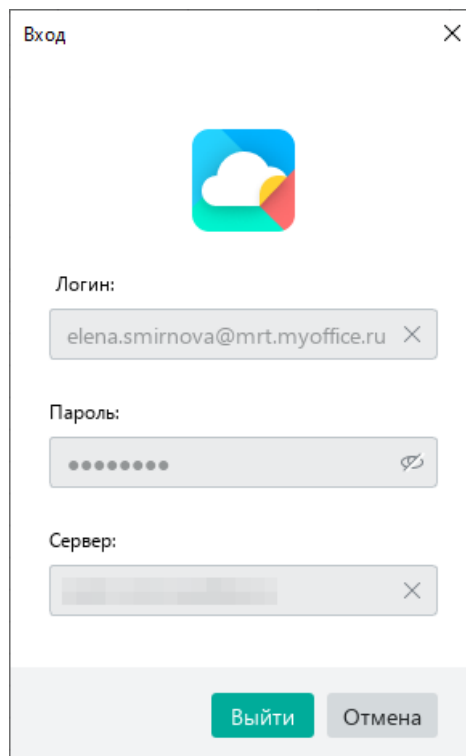 Вход
Логин:
elena.smirnova@mrt.myoffice.ru
Пароль:
Сервер:
Выйти Отмена